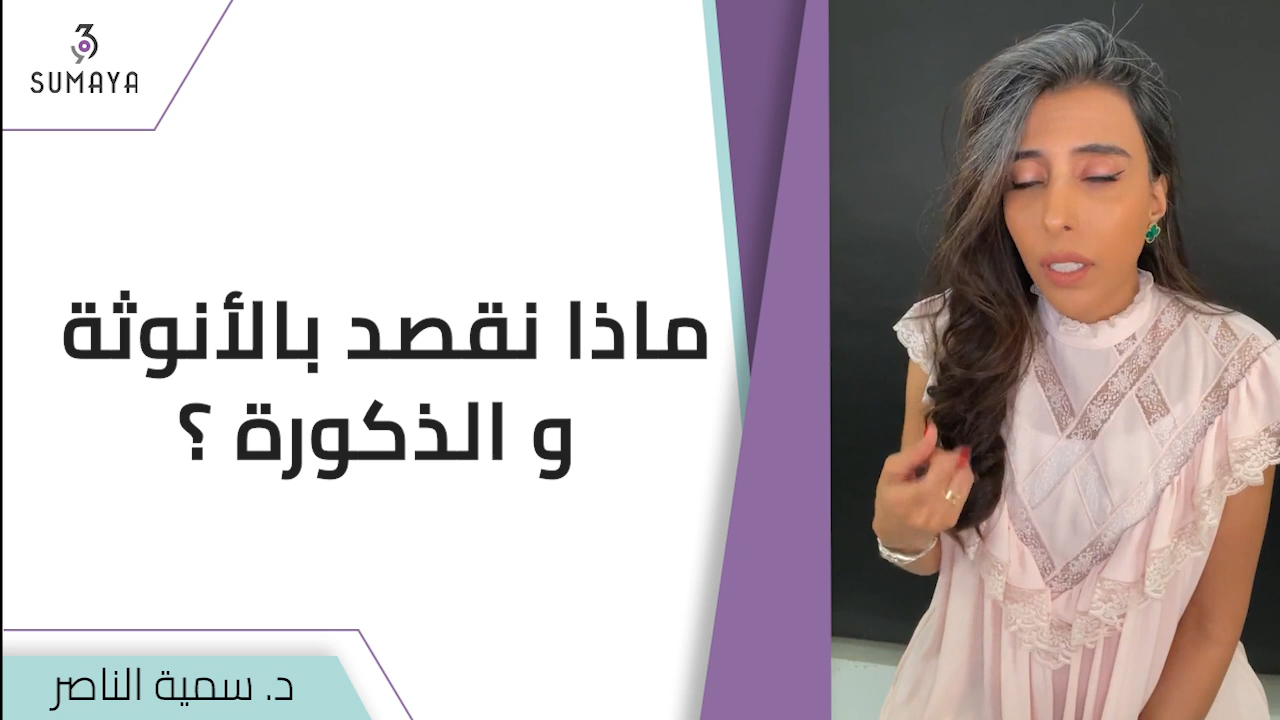 SUMAYA
ماذا نقصد بالأنوثة
و الذكورة ؟
د. سمية الناصر